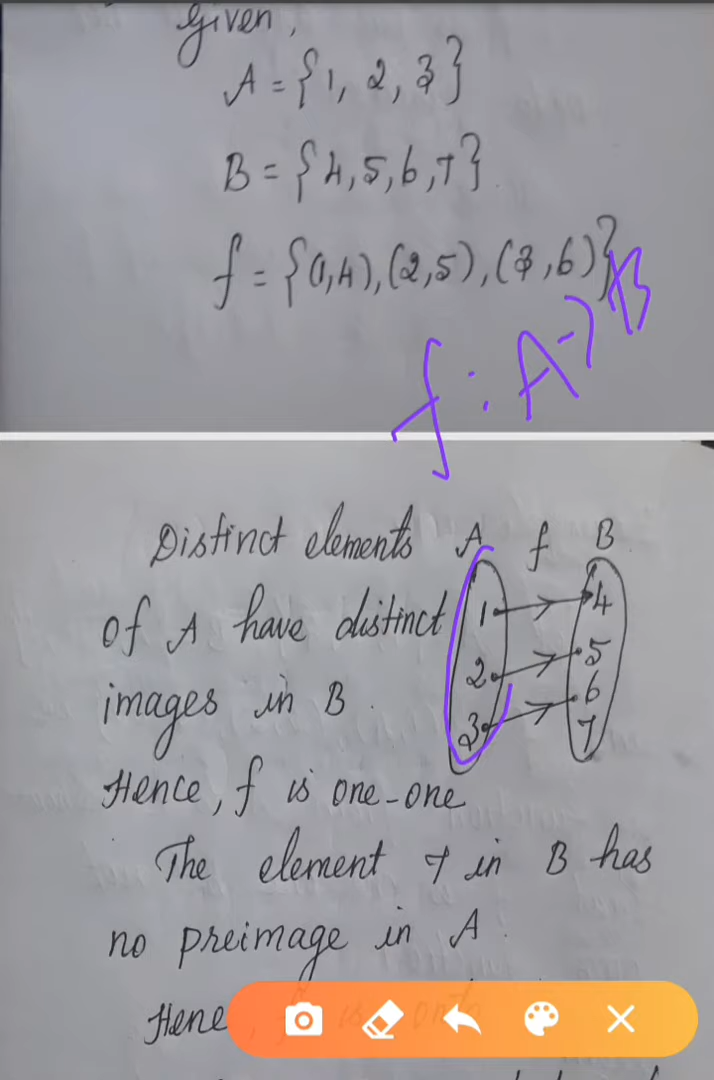 given,
A = {1, 2, 3}
B = {4,5,6,7}
f = {(1,4),(2,5),(3,6)}
f : A → B
Distinct elements
of A have distinct
images in B.
Hence, f is one-one
A f B
1 4
2 5
3 6
7
The element 7 in B has
no preimage in A.
Hene